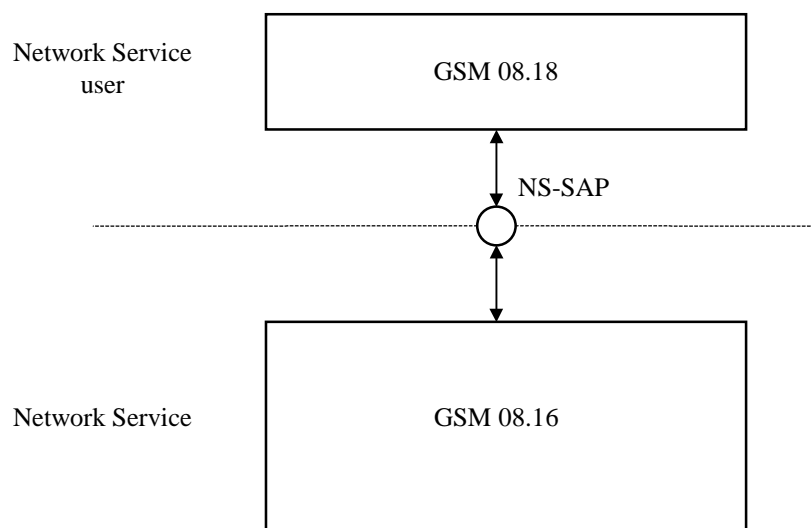 Network Service
user
GSM 08.18
NS-SAP
Network Service
GSM 08.16